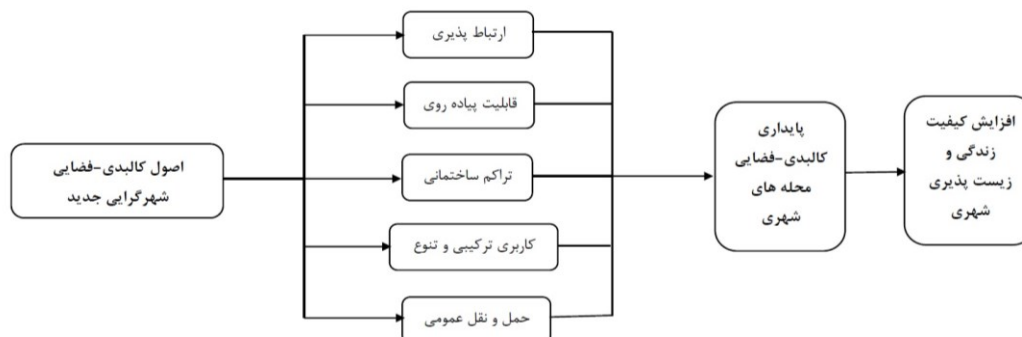 اصول کالبدی-فضایی
شهرگرایی جدید
ارتباط پذیری
قابلیت پیاده روی
تراکم ساختمانی
کاربری ترکیبی و تنوع
حمل و نقل عمومی
پایداری
کالبدی-فضایی
محله های
شهری
افزایش کیفیت
زندگی و
زیست پذیری
شهری